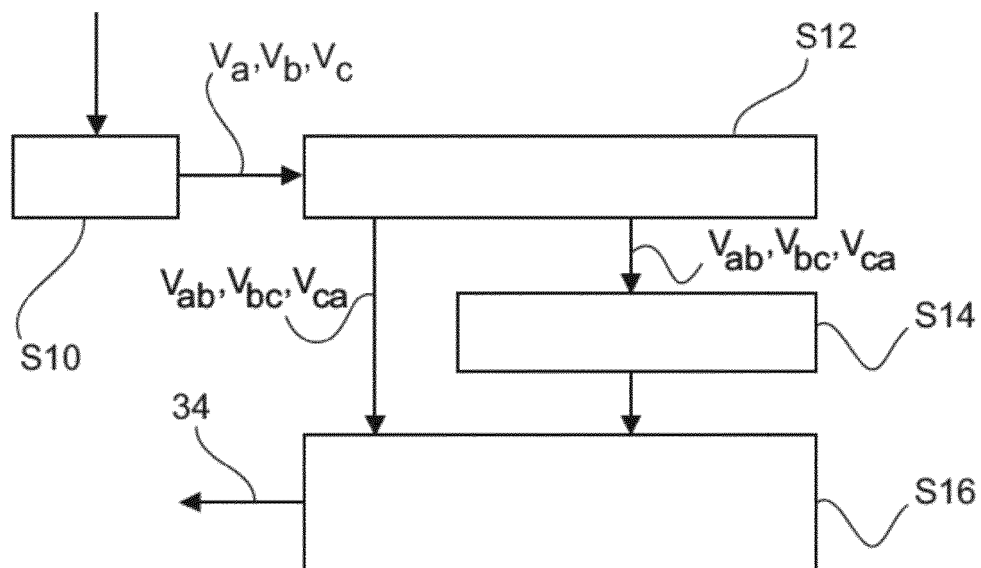 S12
Va,Vb,Vc
Vab,Vbc,Vca
Vab,Vbc,Vca
S14
S10
34
S16